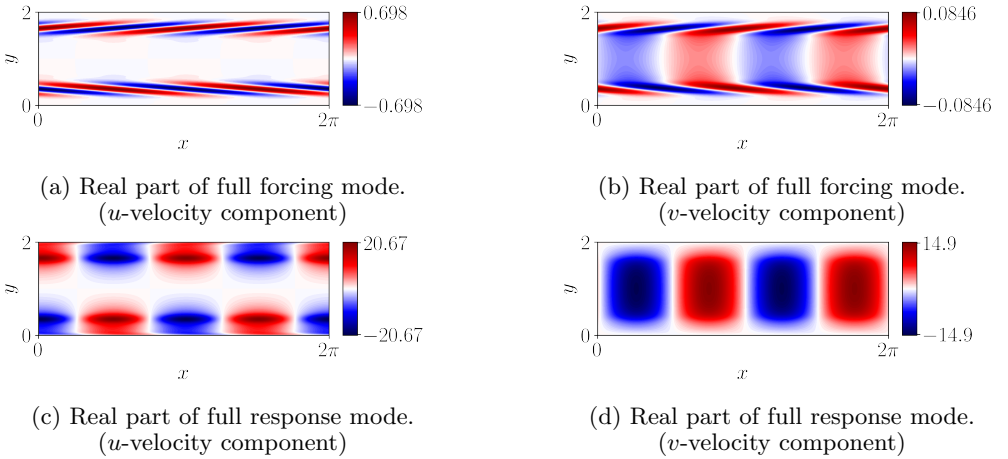 2
0.698
y
0
−0.698
0
2π
x
2
0.0846
y
0
−0.0846
0
2π
x
(a) Real part of full forcing mode.
(u-velocity component)
(b) Real part of full forcing mode.
(v-velocity component)
2
20.67
y
0
−20.67
0
2π
x
2
14.9
y
0
−14.9
0
2π
x
(c) Real part of full response mode.
(u-velocity component)
(d) Real part of full response mode.
(v-velocity component)